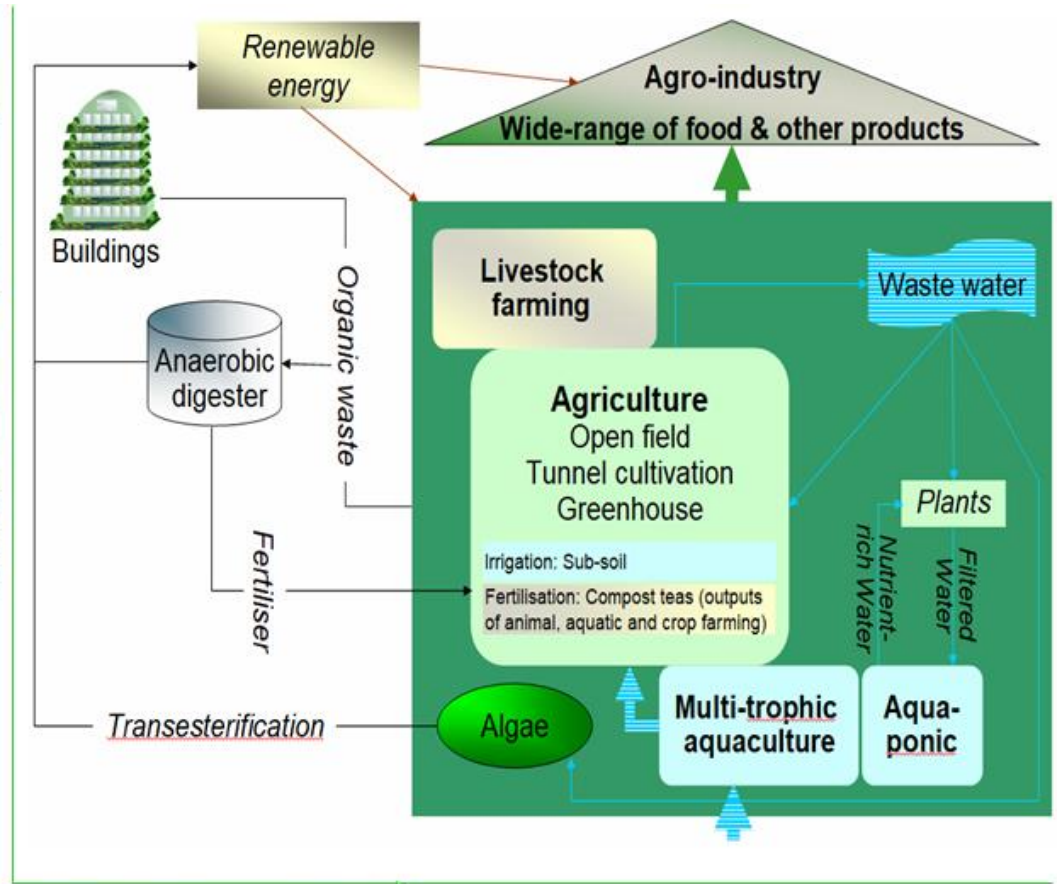 Renewable
energy
Agro-industry
Wide-range of food & other products
Buildings
Organic waste
Livestock
farming
Waste water
Anaerobic
digester
Agriculture
Open field
Tunnel cultivation
Greenhouse
Irrigation: Sub-soil
Fertilisation: Compost teas (outputs
of animal, aquatic and crop farming)
Plants
Nutrient-
rich Water
Filtered
Water
Fertiliser
Transesterification
Algae
Multi-trophic
aquaculture
Aqua-
ponic